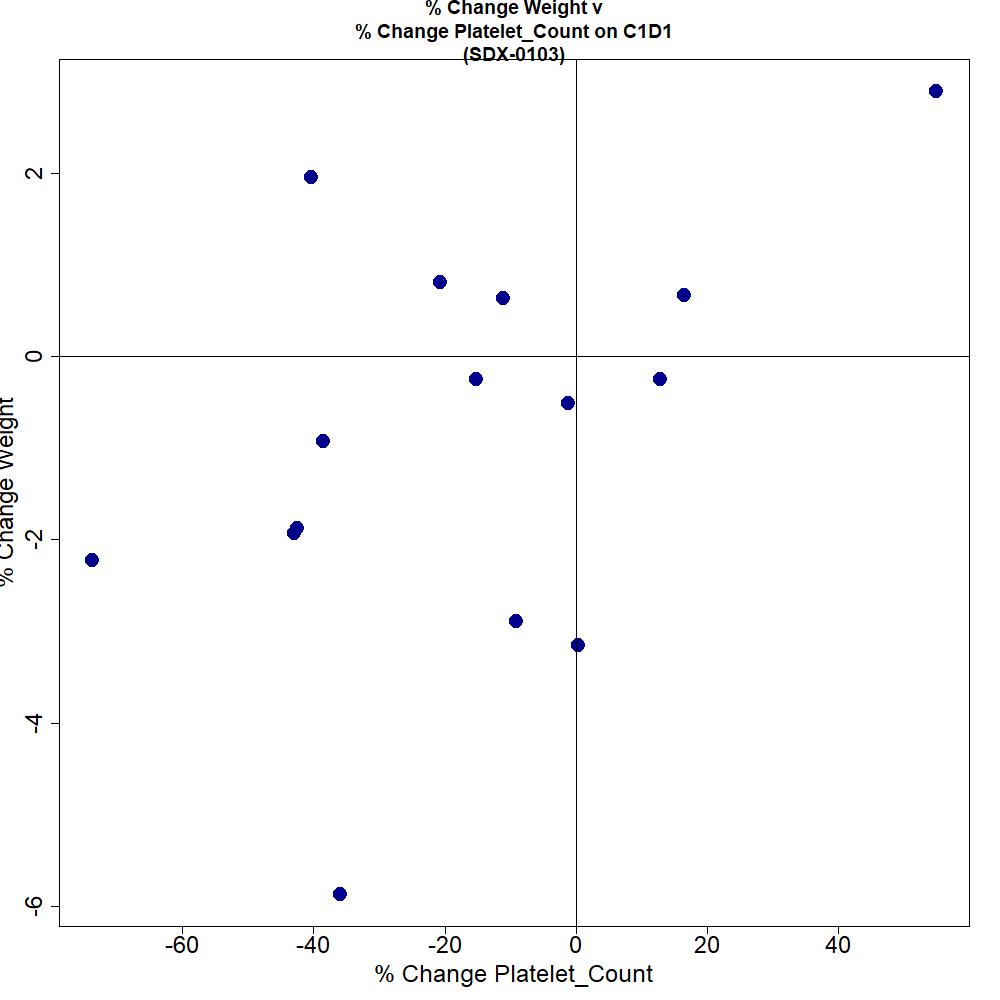 % Change Weight v
% Change Platelet_Count on C1D1
(SDX-0103)
2
0
-2
-4
-6
% Change Weight
-60
-40
-20
0
20
40
% Change Platelet_Count